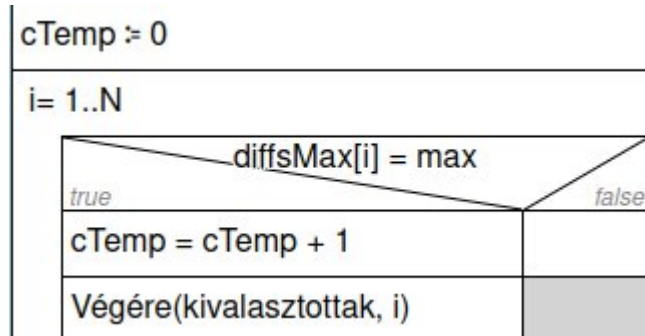 cTemp ≔ 0
i= 1..N
diffsMax[i] = max
true
false
cTemp = cTemp + 1
Végére(kivalasztottak, i)